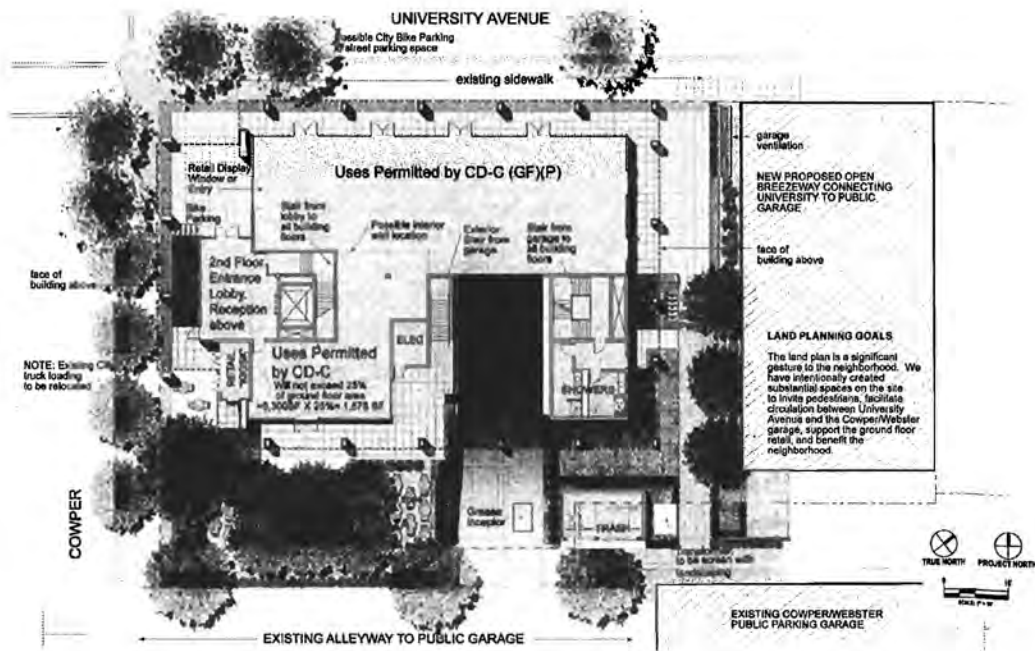 UNIVERSITY AVENUE
ossible City Bike Parking
street parking space
existing sidewalk
garage
ventilation
Uses Permitted by CD-C (GF)(P)
Retail Display
Window or
Entry
NEW PROPOSED OPEN
BREEZEWAY CONNECTING
UNIVERSITY TO PUBLIC
GARAGE
Bike
Parking
Stair from
lobby to
all building
floors
Possible interior
wall location
Exterior
Stair from
garage
Stair from
garage to
all building
floors
face of
building above
face of
building above
2nd Floor
Entrance
Lobby.
Reception
above
ELEC
NOTE: Existing City
truck loading
to be relocated
RETAIL
Uses Permitted
by CD-C
Will not exceed 25%
of ground floor area
SHOWERS
LAND PLANNING GOALS
The land plan is a significant
gesture to the neighborhood. We
have intentionally created
substantial spaces on the site
to invite pedestrians, facilitate
circulation between University
Avenue and the Cowper/Webster
garage, support the ground floor
retail, and benefit the
neighborhood.
COWPER
Grease
TRASH
to be screen with
landscaping
TRUE NORTH
PROJECT NORTH
EXISTING ALLEYWAY TO PUBLIC GARAGE
EXISTING COWPER/WEBSTER
PUBLIC PARKING GARAGE